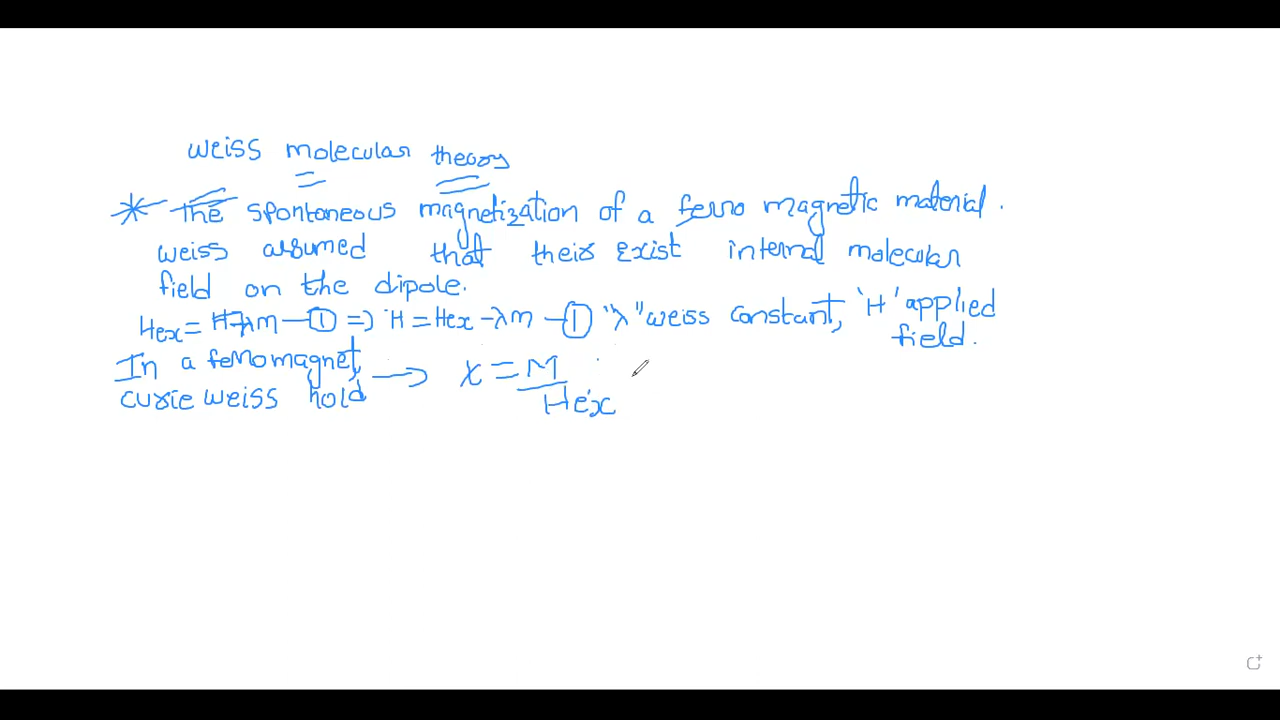 weiss molecular theory
* The spontaneous magnetization of a ferro magnetic material.
weiss assumed that their exist internal molecular
field on the dipole.
Hex = H+λm — ① => H = Hex - λm — ① "λ" weiss constant, 'H' applied
field.
In a ferromagnet, 
curie weiss hold → χ = M
Hex